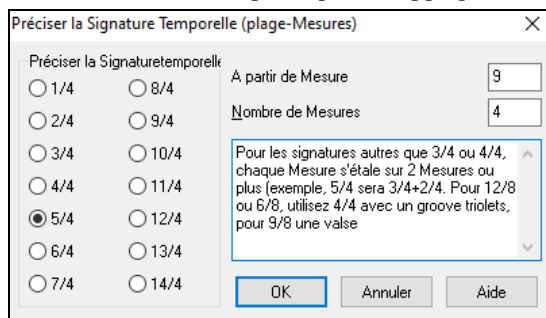 Préciser la Signature Temporelle (plage-Mesures)
Préciser la Signaturetemporelle
1/4 8/4
2/4 9/4
3/4 10/4
4/4 11/4
5/4 12/4
6/4 13/4
7/4 14/4
A partir de Mesure 9
Nombre de Mesures 4
Pour les signatures autres que 3/4 ou 4/4,
chaque Mesure s'étale sur 2 Mesures ou
plus (exemple, 5/4 sera 3/4+2/4. Pour 12/8
ou 6/8, utilisez 4/4 avec un groove triolets,
pour 9/8 une valse
OK Annuler Aide